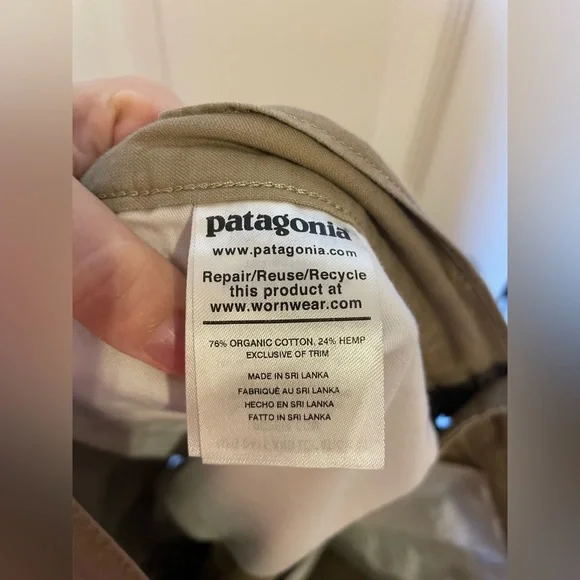 patagonia
www.patagonia.com
Repair/Reuse/Recycle
this product at
www.wornwear.com
76% ORGANIC COTTON, 24% HEMP
EXCLUSIVE OF TRIM
MADE IN SRI LANKA
FABRIQUÉ AU SRI LANKA
HECHO EN SRI LANKA
FATTO IN SRI LANKA